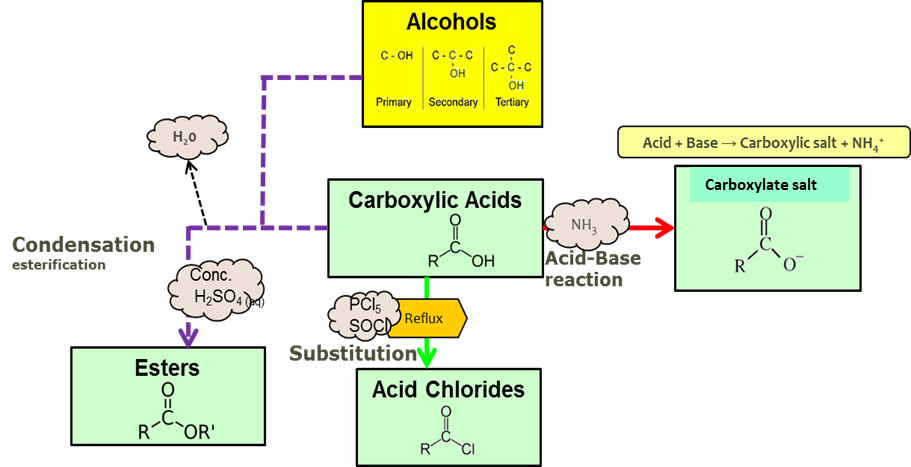 Alcohols
C - OH
C - C - C
OH
C
C - C - C
OH
Primary
Secondary
Tertiary
H₂0
Acid + Base → Carboxylic salt + NH₄⁺
Carboxylate salt
O
C
R
O⁻
Carboxylic Acids
O
C
R
OH
NH₃
Acid-Base
reaction
Condensation
esterification
Conc.
H₂SO₄ (aq)
PCl₅
SOCl
Reflux
Substitution
Esters
O
C
R
OR'
Acid Chlorides
O
C
R
Cl